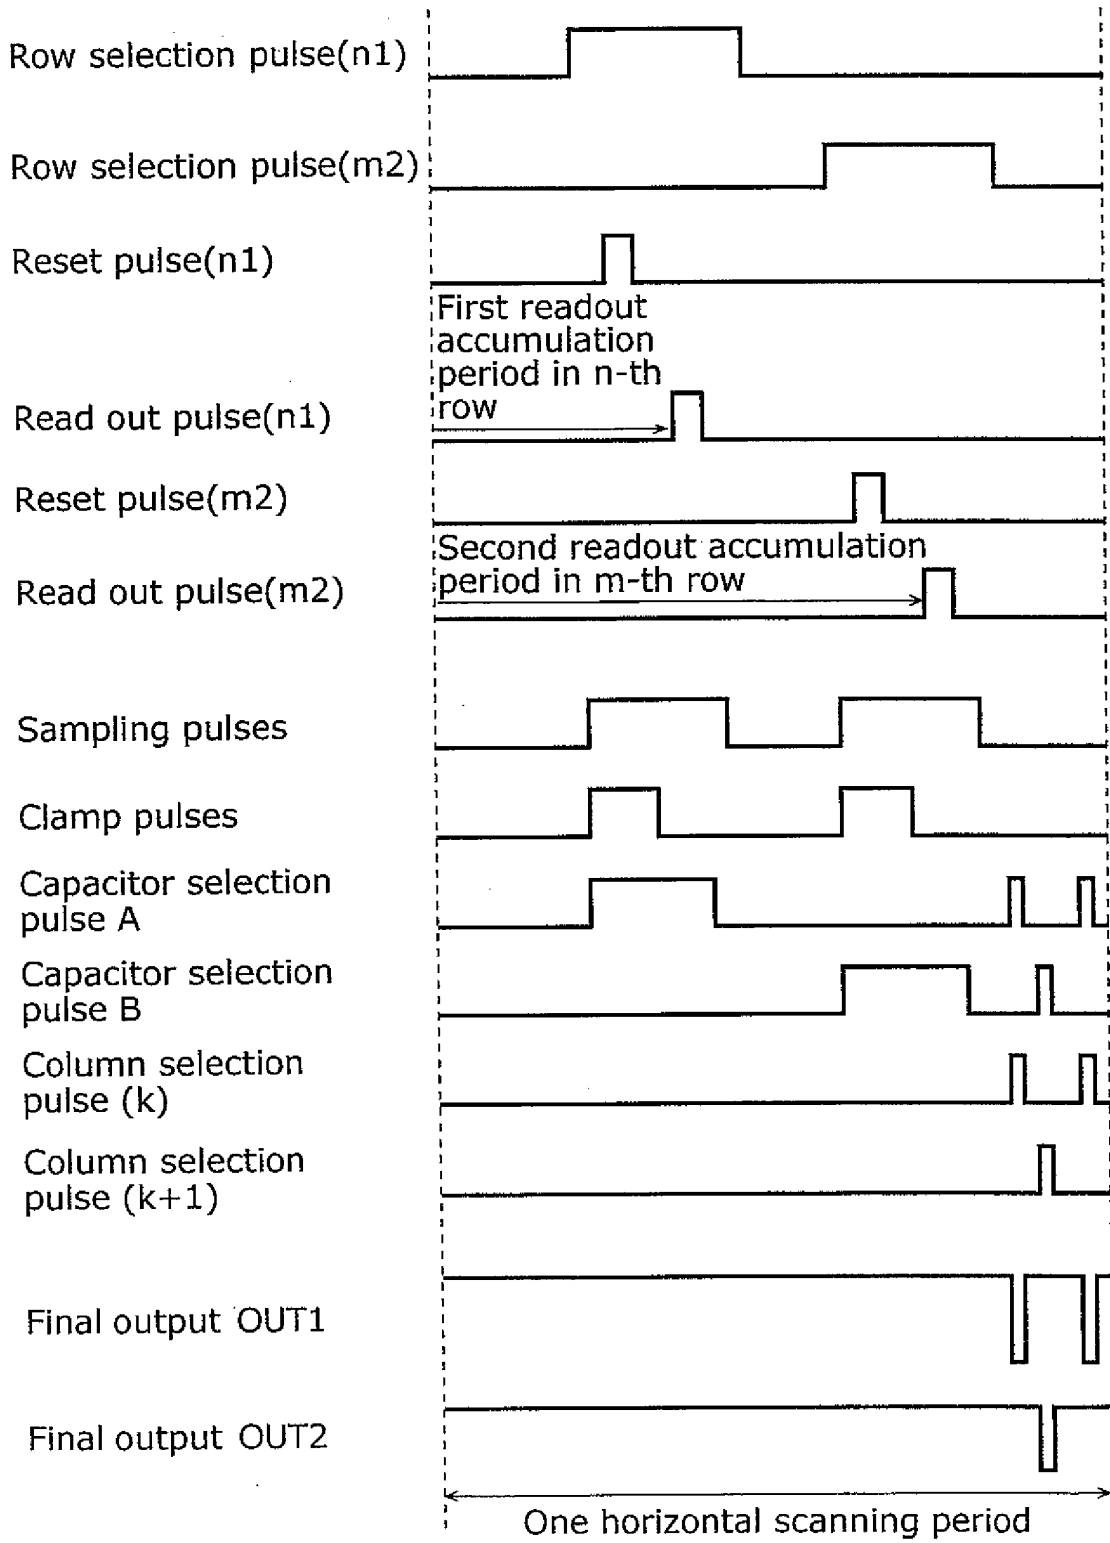 Row selection pulse(n1)
Row selection pulse(m2)
Reset pulse(n1)
First readout
accumulation
period in n-th
row
Read out pulse(n1)
Reset pulse(m2)
Second readout accumulation
period in m-th row
Read out pulse(m2)
Sampling pulses
Clamp pulses
Capacitor selection
pulse A
Capacitor selection
pulse B
Column selection
pulse (k)
Column selection
pulse (k+1)
Final output OUT1
Final output OUT2
One horizontal scanning period